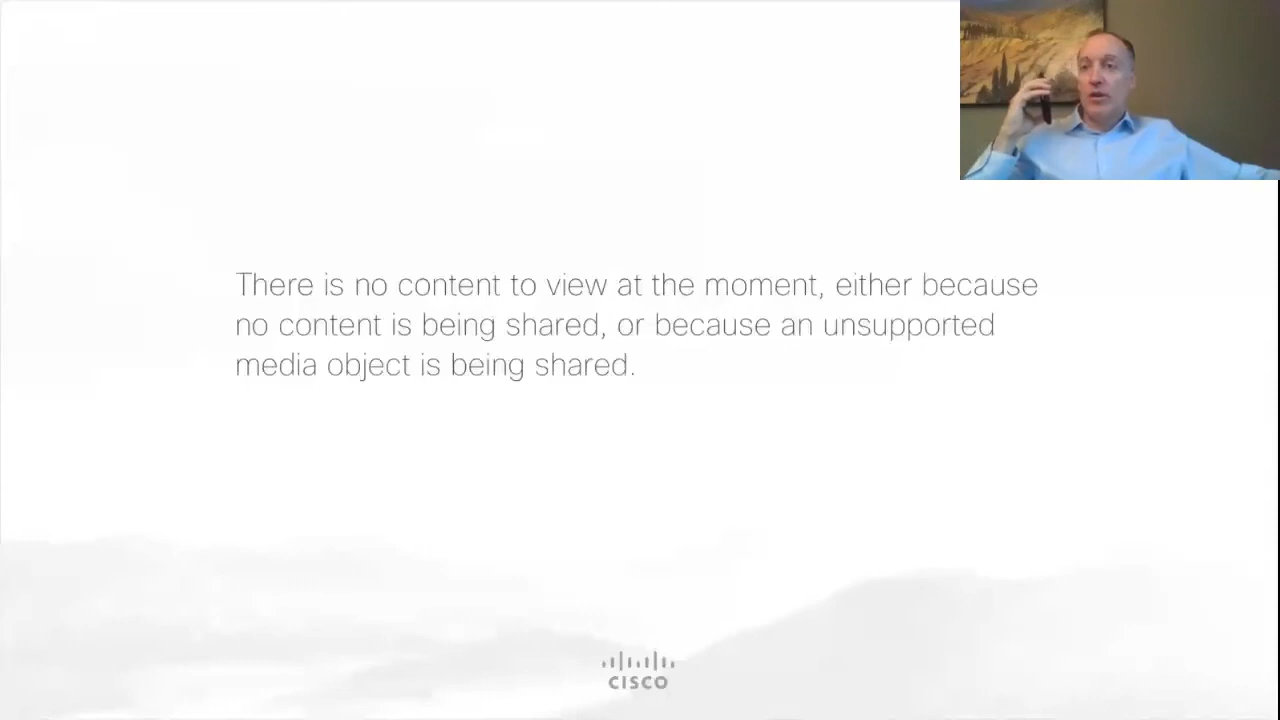 There is no content to view at the moment, either because
no content is being shared, or because an unsupported
media object is being shared.
CISCO